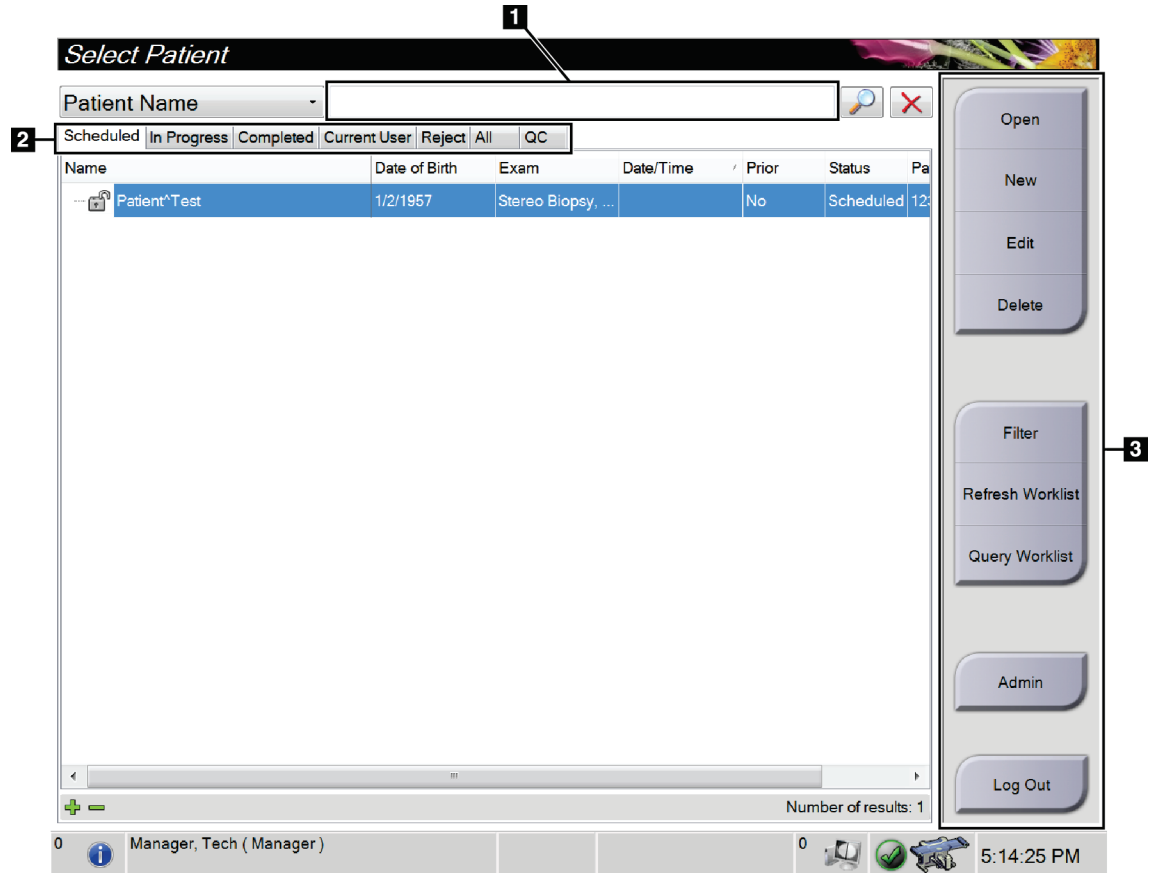 1
Select Patient
Patient Name
2
Scheduled In Progress Completed Current User Reject All QC
Name Date of Birth Exam Date/Time Prior Status Pa
Patient^Test 1/2/1957 Stereo Biopsy, ... No Scheduled 123
Open
New
Edit
Delete
Filter
3
Refresh Worklist
Query Worklist
Admin
Log Out
Number of results: 1
0 Manager, Tech ( Manager ) 0 5:14:25 PM